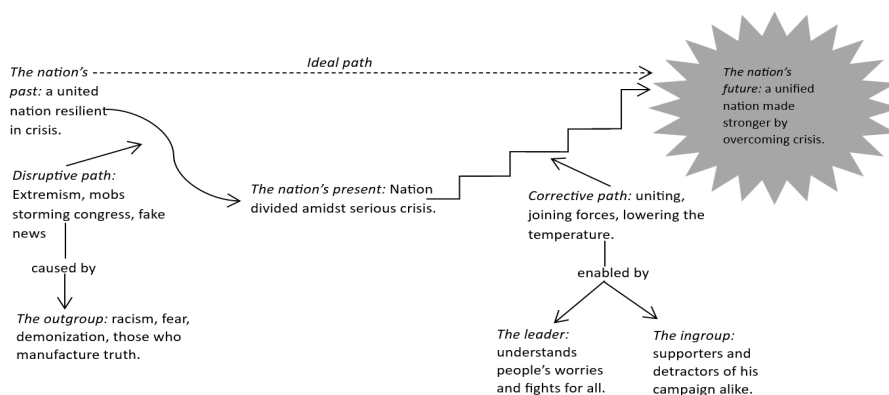 Ideal path
The nation's
past: a united
nation resilient
in crisis.
The nation's
future: a unified
nation made
stronger by
overcoming crisis.
Disruptive path:
Extremism, mobs
storming congress, fake
news
The nation's present: Nation
divided amidst serious crisis.
Corrective path: uniting,
joining forces, lowering the
temperature.
caused by
enabled by
The outgroup: racism, fear,
demonization, those who
manufacture truth.
The leader:
understands
people's worries
and fights for all.
The ingroup:
supporters and
detractors of his
campaign alike.